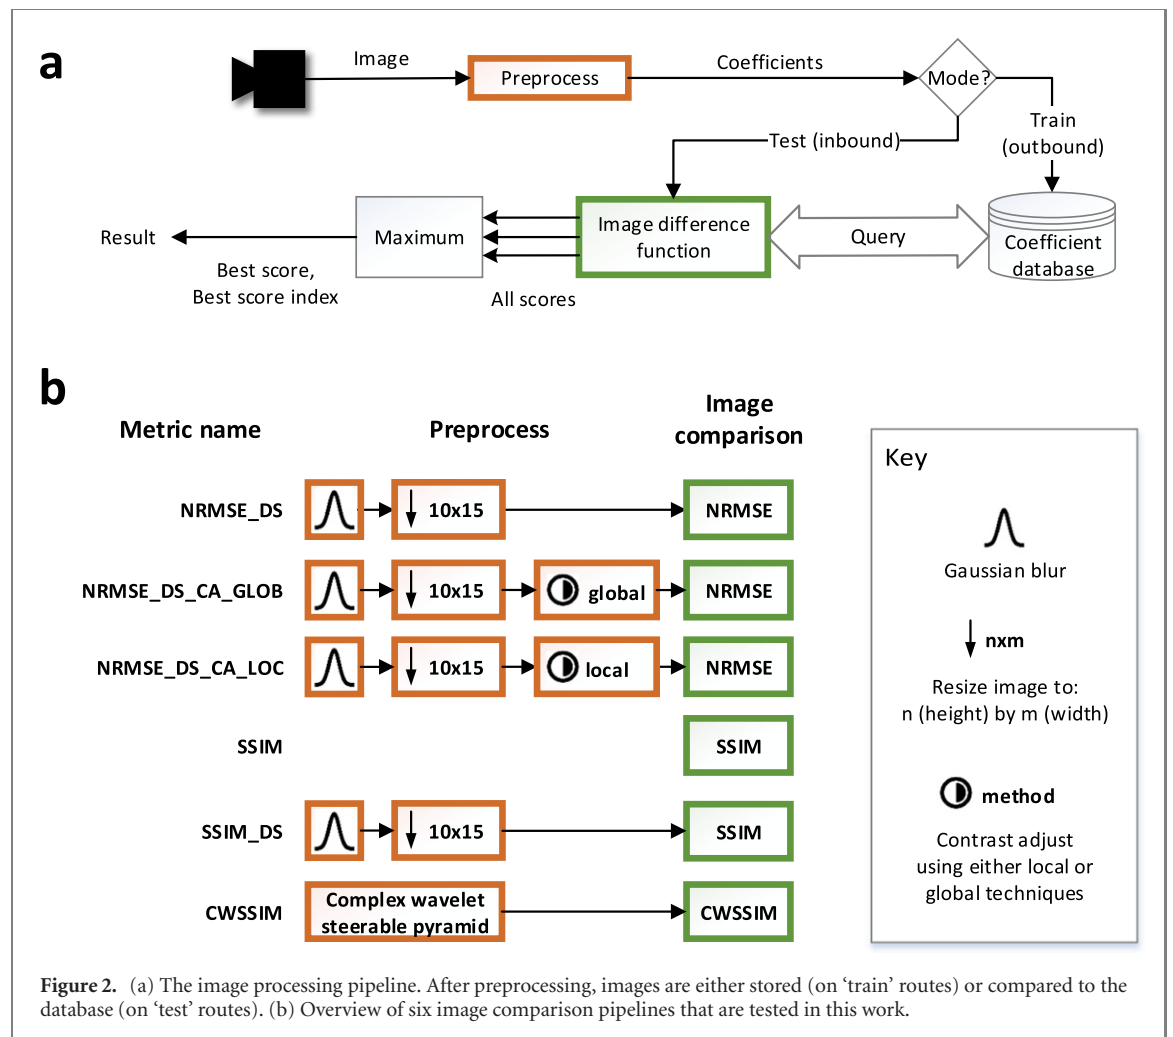 a
Image
Preprocess
Coefficients
Mode?
Train
(outbound)
Test (inbound)
Result
Maximum
Image difference
function
Query
Coefficient
database
Best score,
Best score index
All scores
b
Metric name
Preprocess
Image
comparison
NRMSE_DS
10x15
NRMSE
NRMSE_DS_CA_GLOB
10x15
global
NRMSE
NRMSE_DS_CA_LOC
10x15
local
NRMSE
SSIM
SSIM
SSIM_DS
10x15
SSIM
CWSSIM
Complex wavelet
steerable pyramid
CWSSIM
Key
Gaussian blur
nxm
Resize image to:
n (height) by m (width)
method
Contrast adjust
using either local or
global techniques
Figure 2. (a) The image processing pipeline. After preprocessing, images are either stored (on ‘train’ routes) or compared to the
database (on ‘test’ routes). (b) Overview of six image comparison pipelines that are tested in this work.